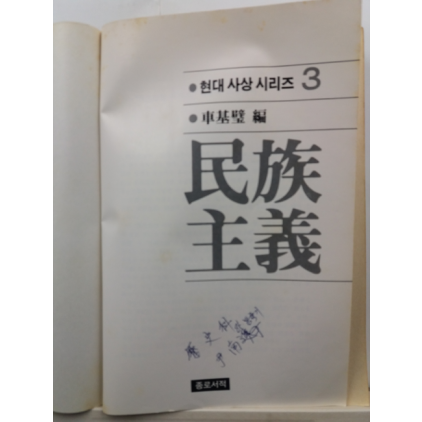 ● 현대 사상 시리즈 3
● 車基璧 編
民族
主義
종로서적